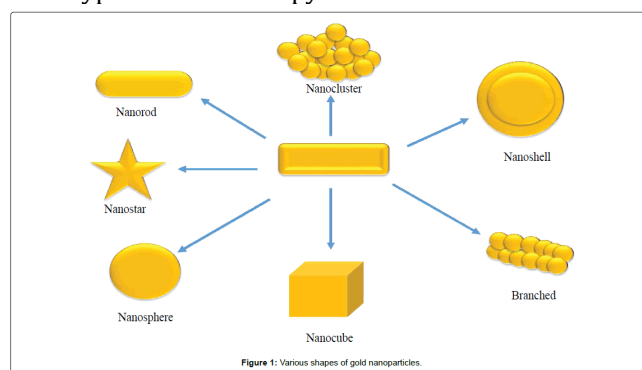 Nanocluster
Nanorod
Nanoshell
Nanostar
Branched
Nanosphere
Nanocube
Figure 1: Various shapes of gold nanoparticles.